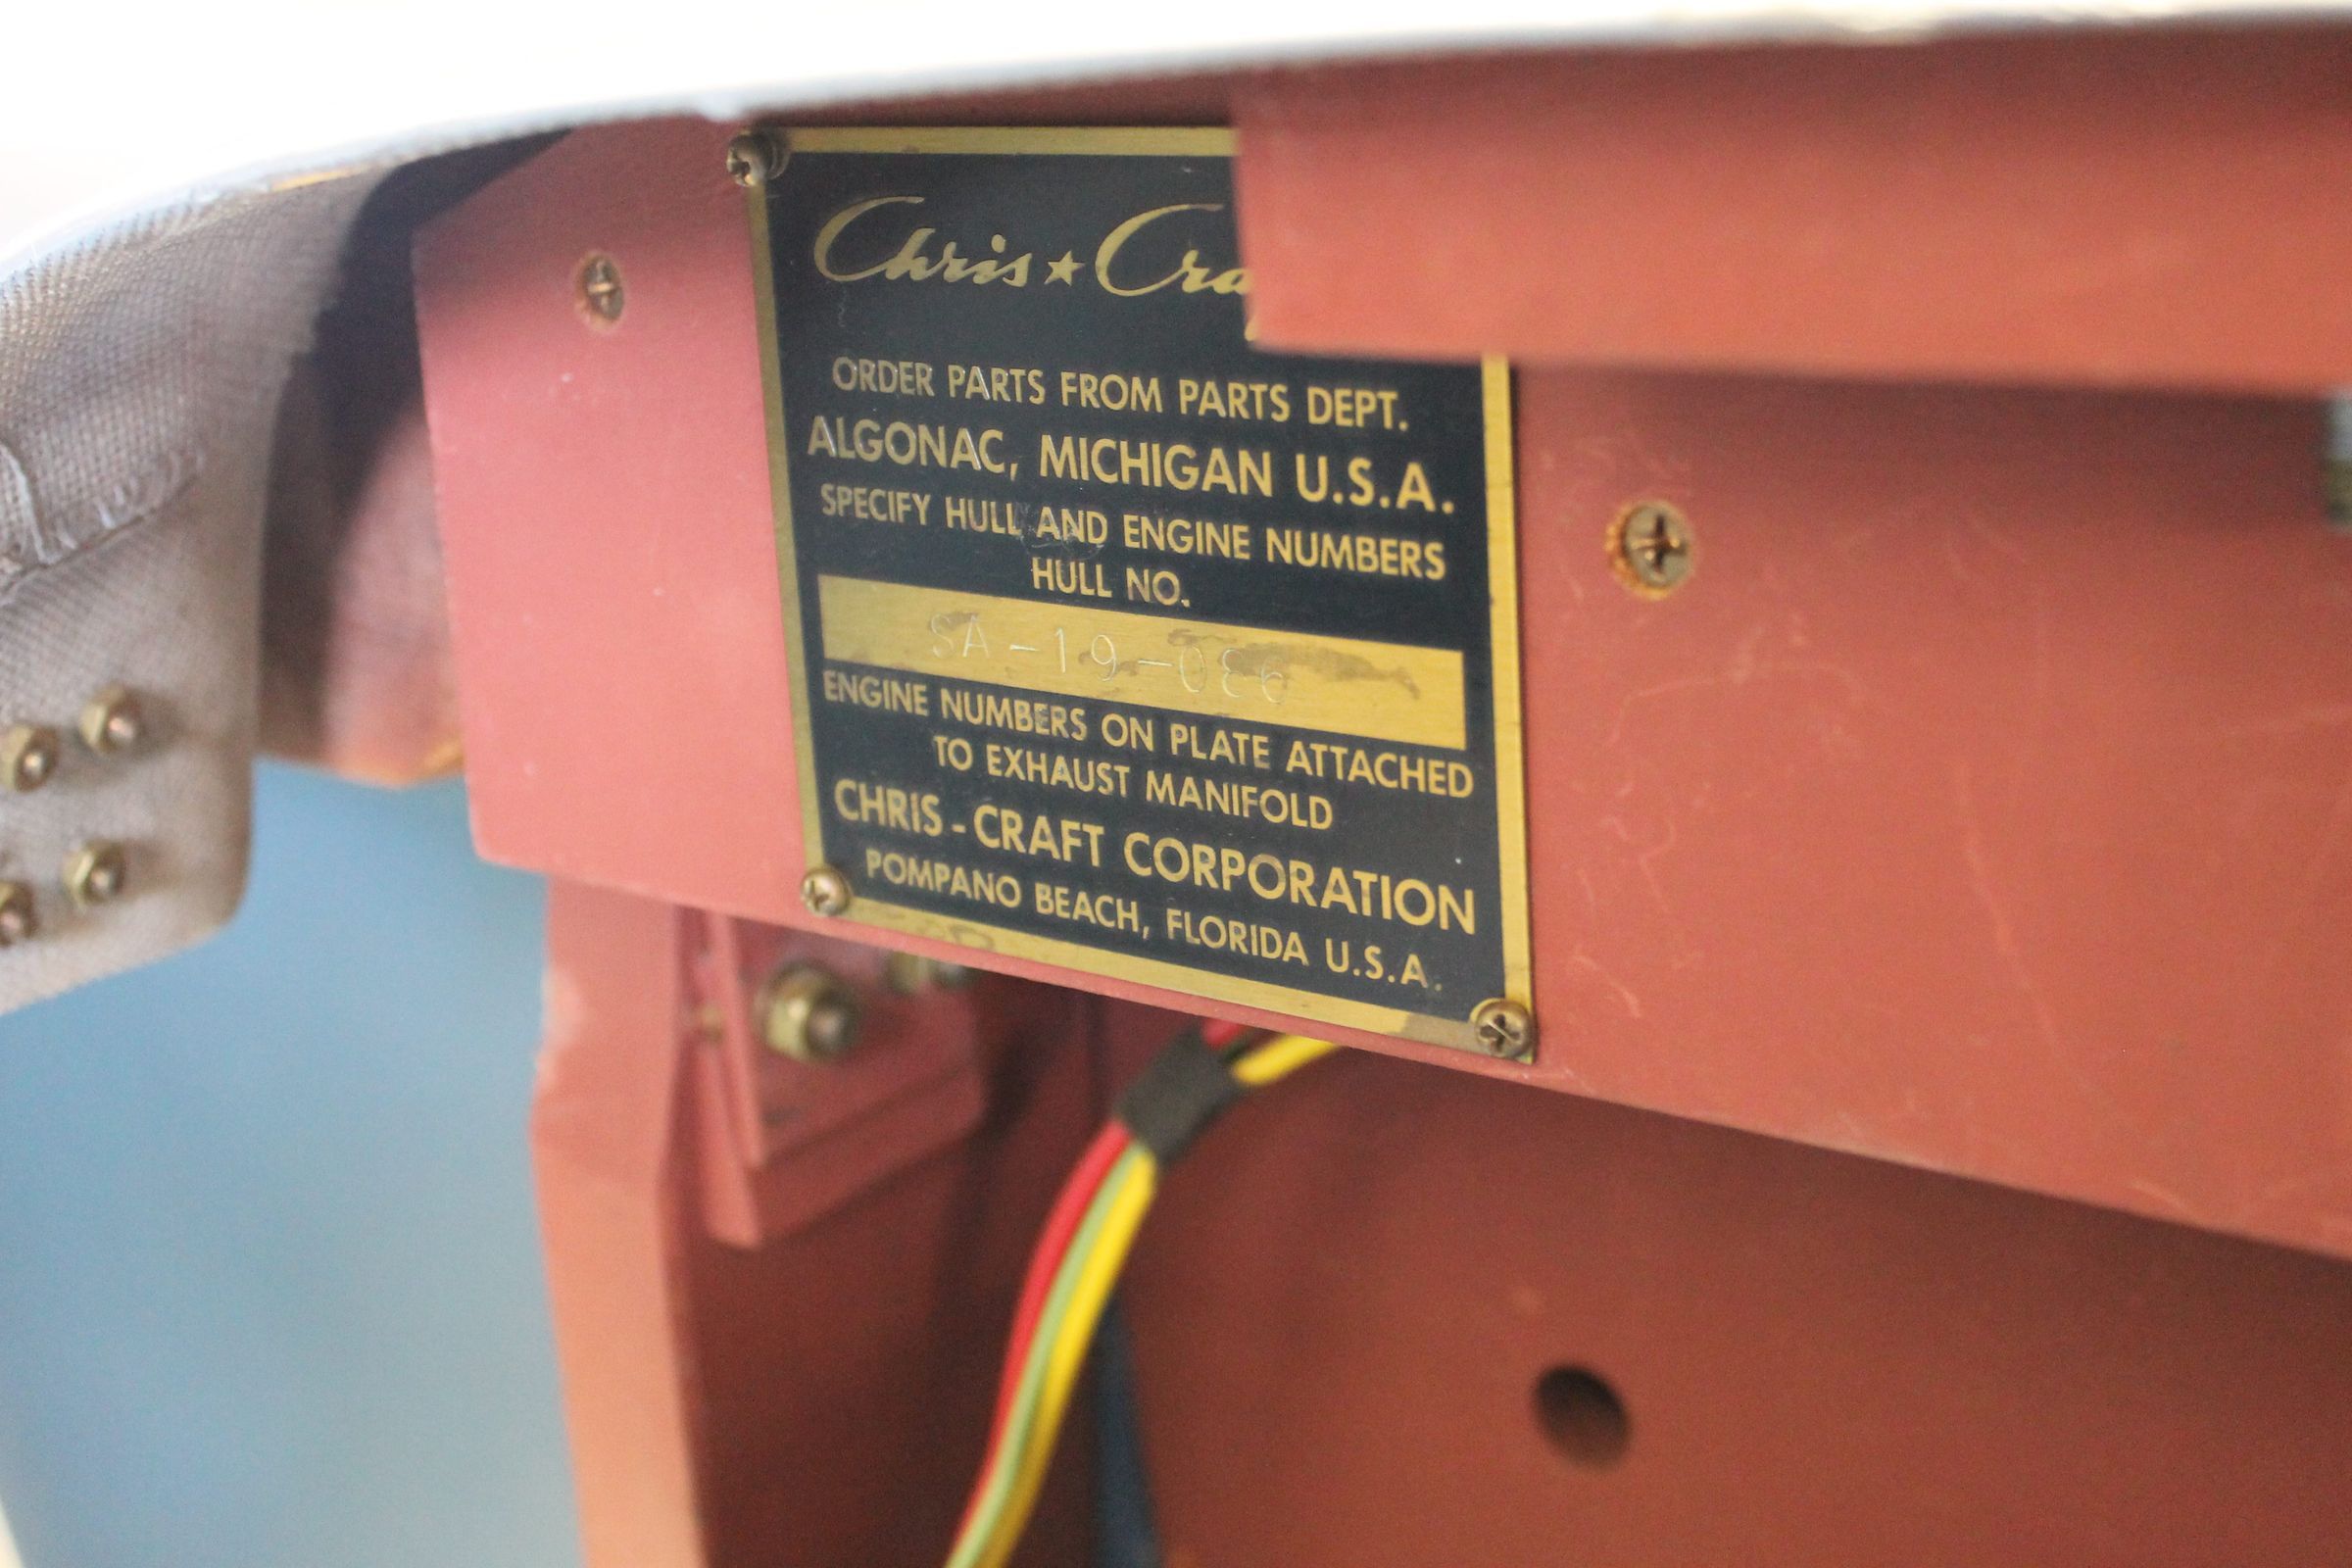 Chris★Cra
ORDER PARTS FROM PARTS DEPT.
ALGONAC, MICHIGAN U.S.A.
SPECIFY HULL AND ENGINE NUMBERS
HULL NO.
SA-19-086
ENGINE NUMBERS ON PLATE ATTACHED
TO EXHAUST MANIFOLD
CHRIS-CRAFT CORPORATION
POMPANO BEACH, FLORIDA U.S.A.